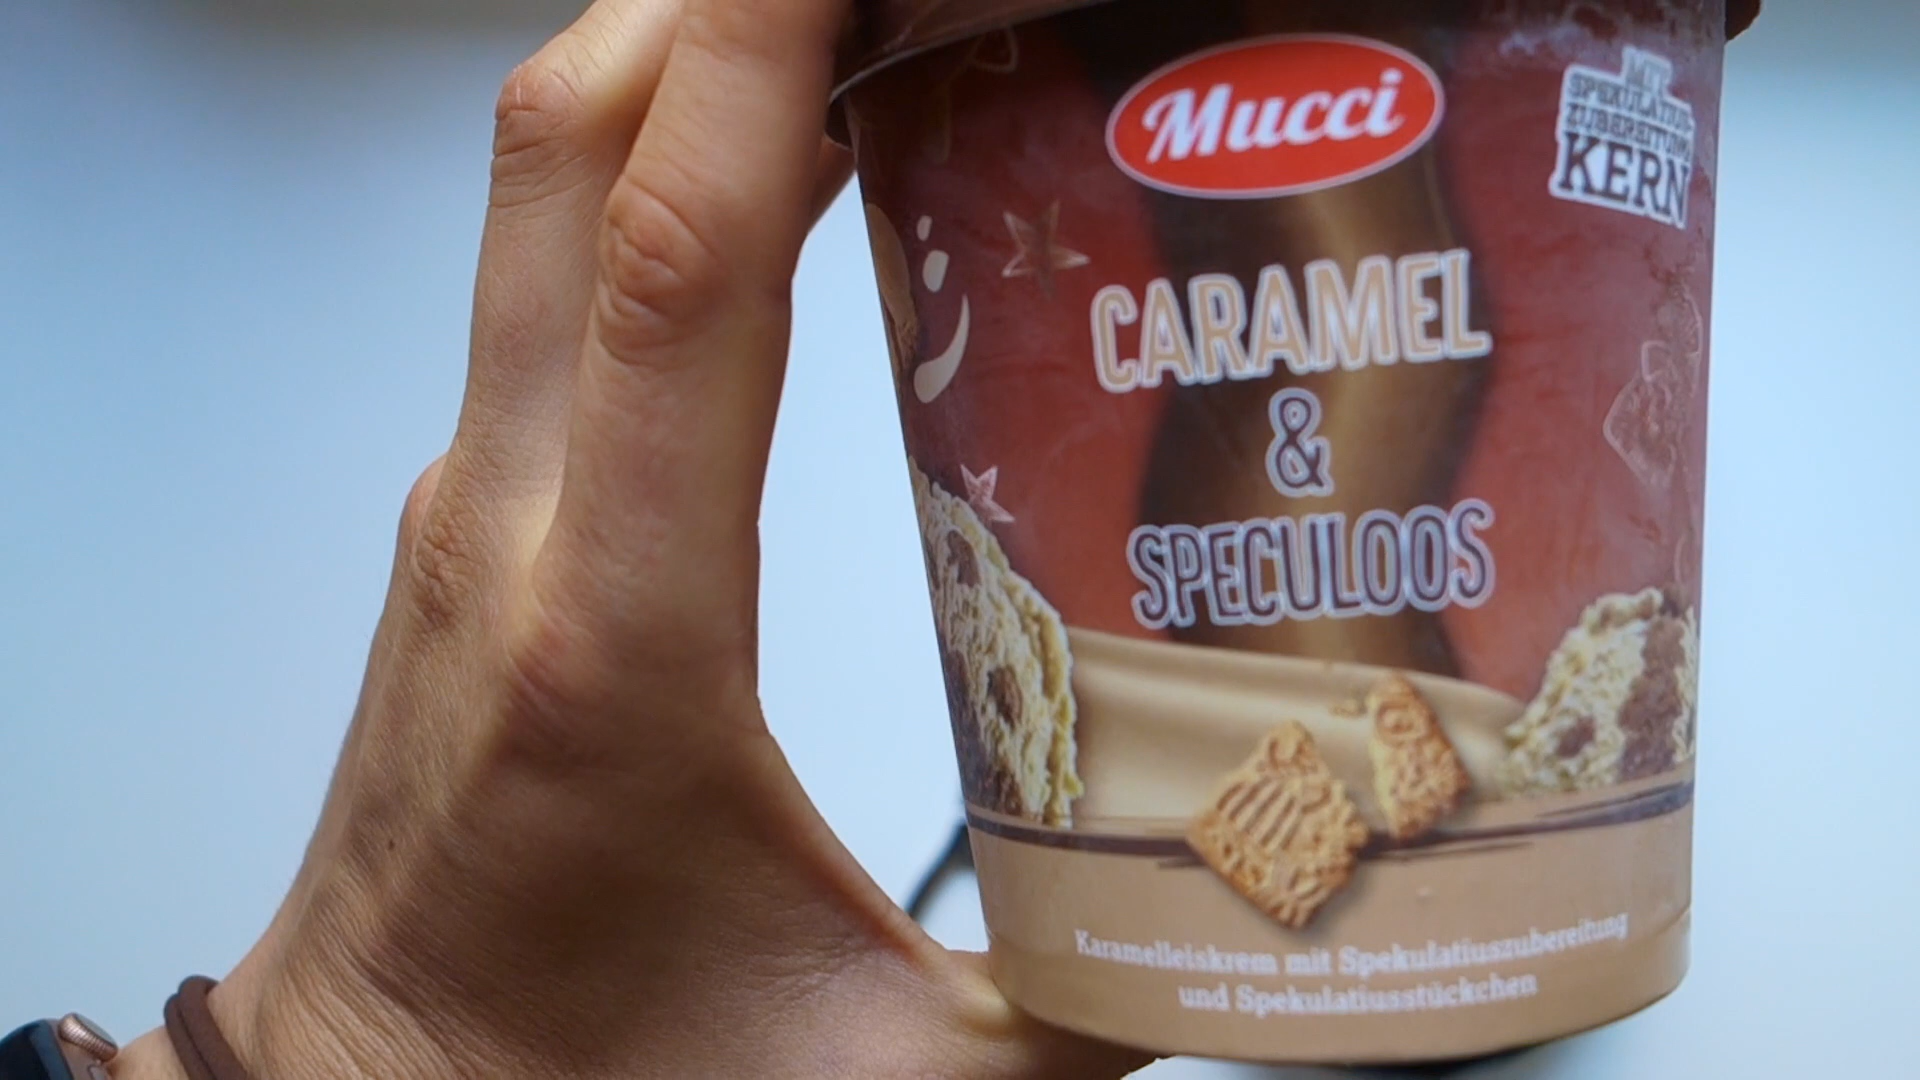 Mucci
MIT
SPEKULATIUS-
ZUBEREITUNG
KERN
CARAMEL
&
SPECULOOS
Karamelleiskrem mit Spekulatiuszubereitung
und Spekulatiusstückchen